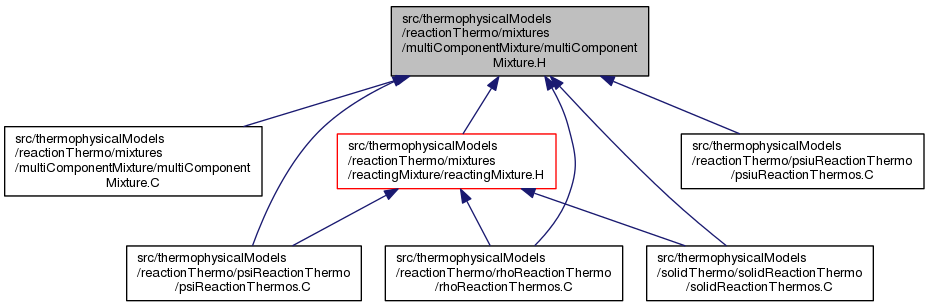 src/thermophysicalModels
/reactionThermo/mixtures
/multiComponentMixture/multiComponent
Mixture.H
src/thermophysicalModels
/reactionThermo/mixtures
/multiComponentMixture/multiComponent
Mixture.C
src/thermophysicalModels
/reactionThermo/mixtures
/reactingMixture/reactingMixture.H
src/thermophysicalModels
/reactionThermo/psiuReactionThermo
/psiuReactionThermos.C
src/thermophysicalModels
/reactionThermo/psiReactionThermo
/psiReactionThermos.C
src/thermophysicalModels
/reactionThermo/rhoReactionThermo
/rhoReactionThermos.C
src/thermophysicalModels
/solidThermo/solidReactionThermo
/solidReactionThermos.C